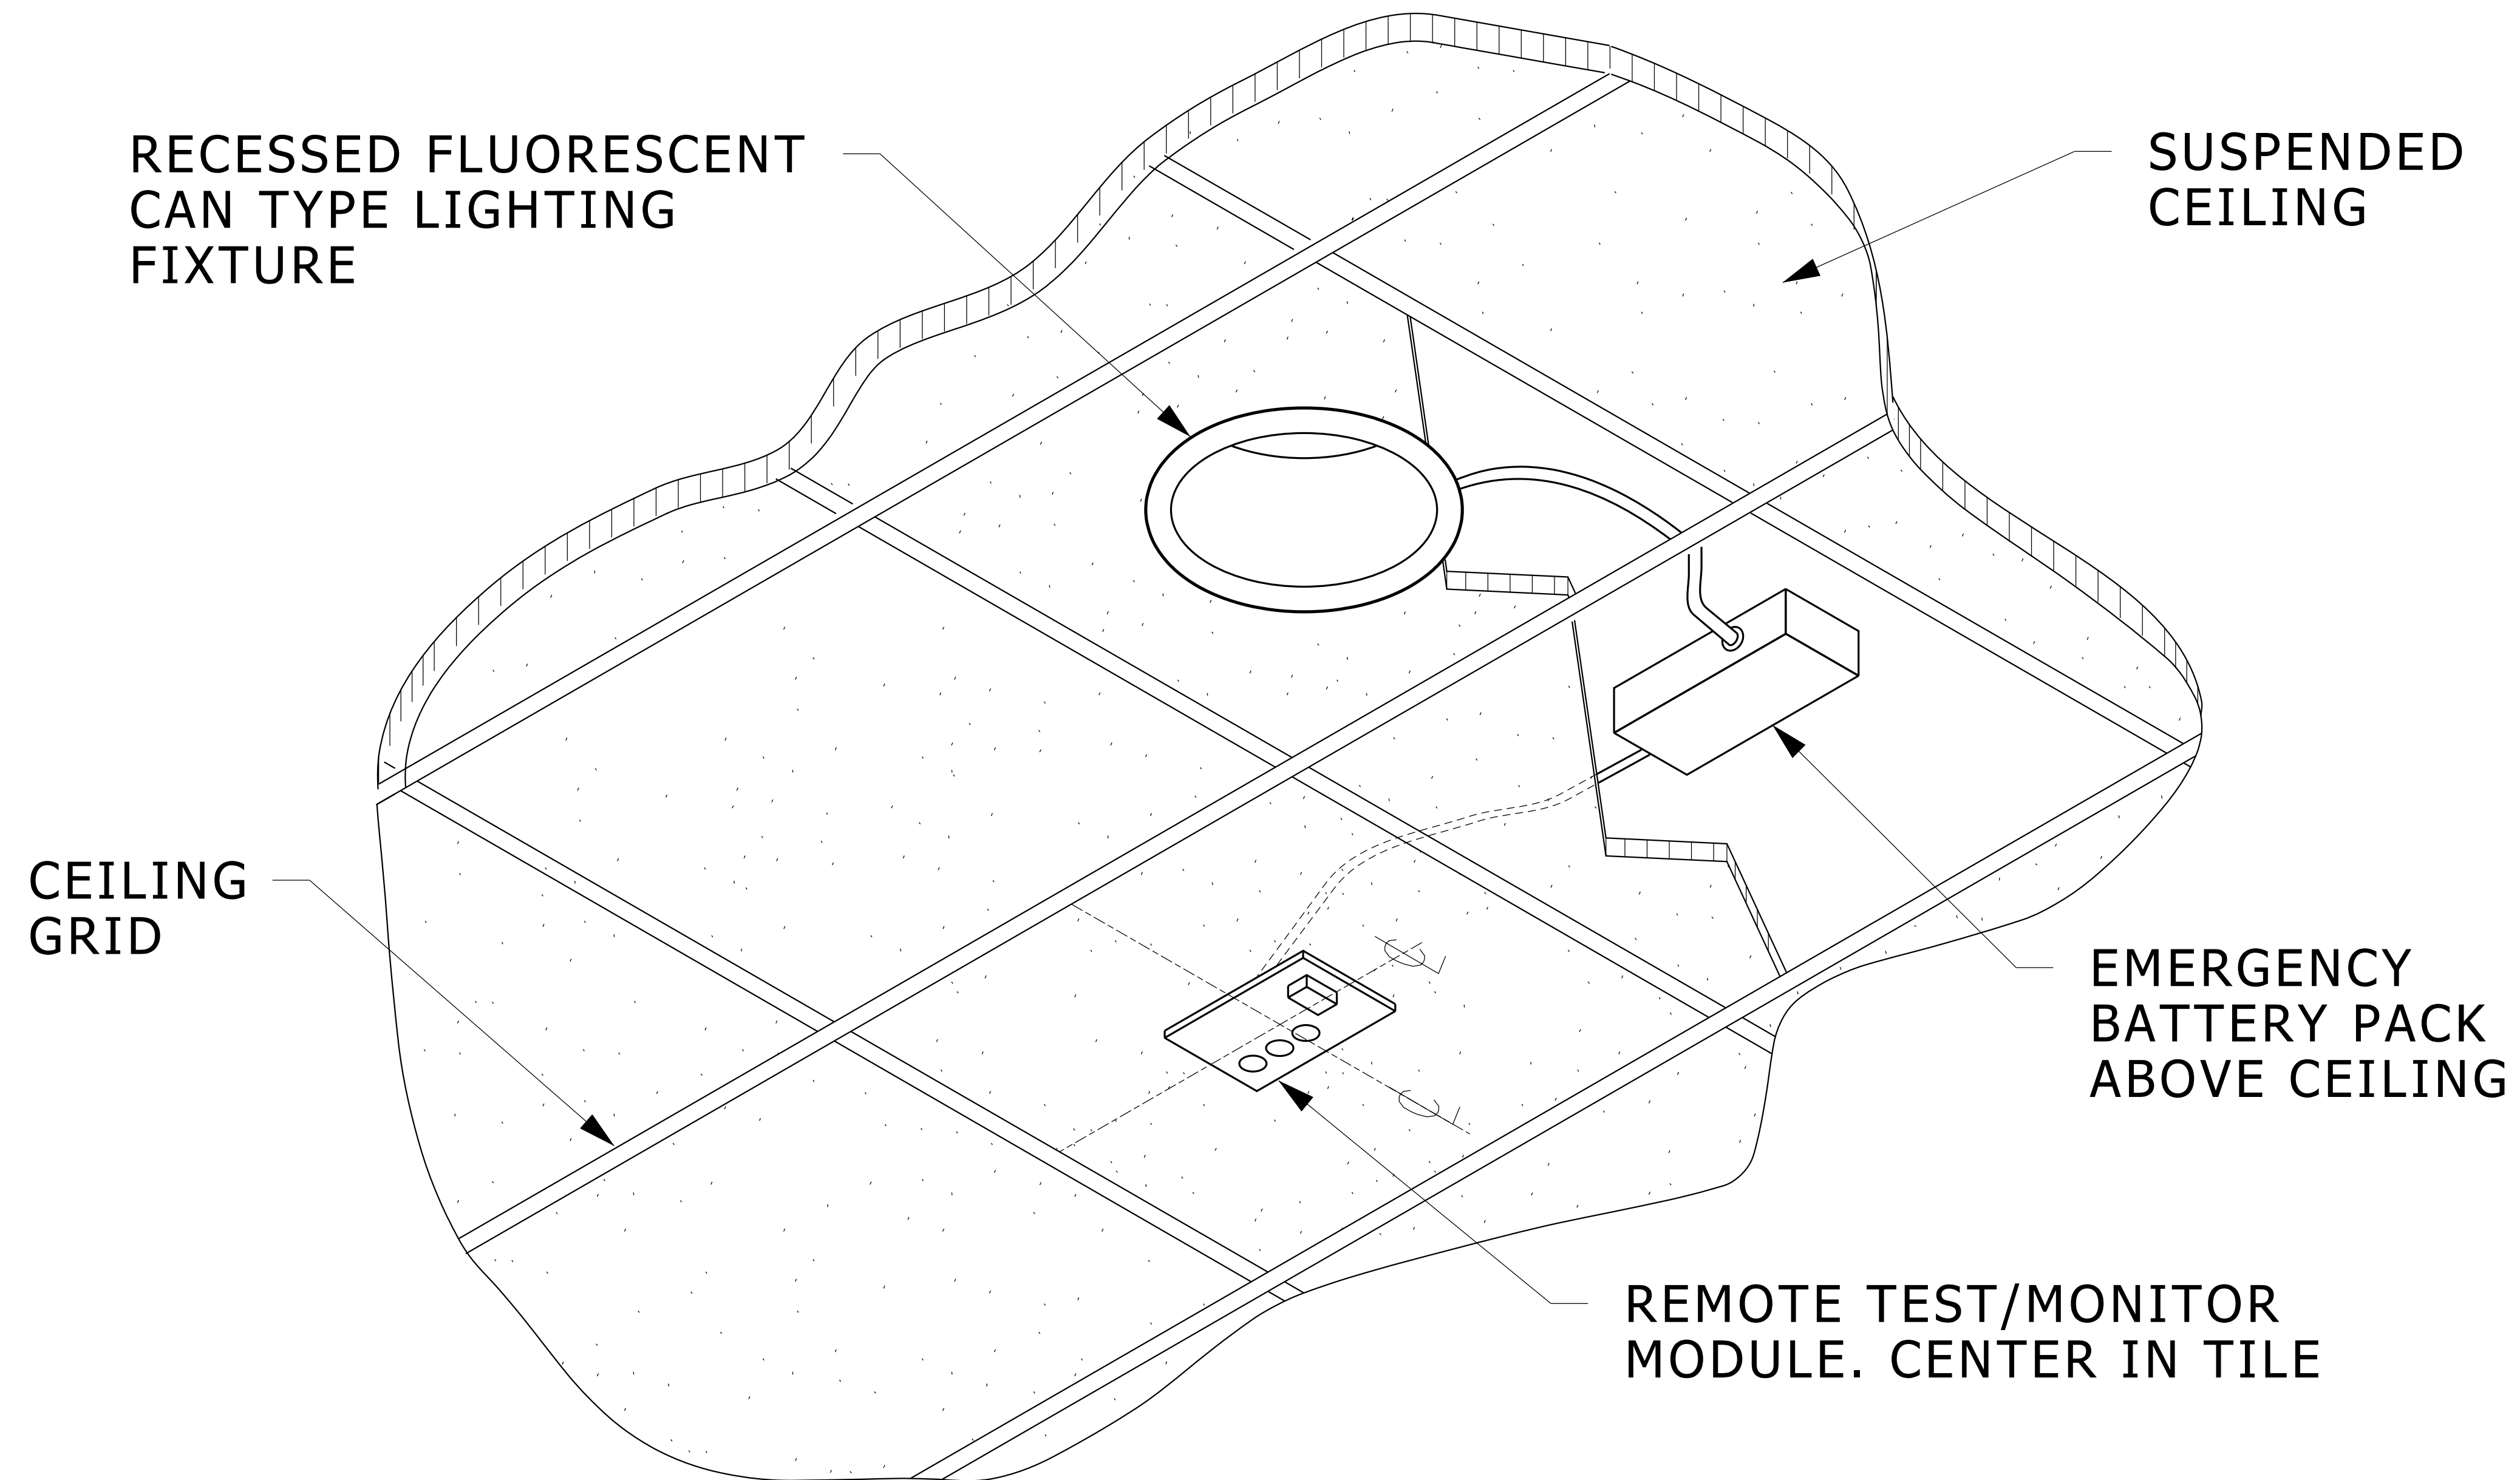 RECESSED FLUORESCENT
CAN TYPE LIGHTING
FIXTURE
SUSPENDED
CEILING
CEILING
GRID
EMERGENCY
BATTERY PACK
ABOVE CEILING
REMOTE TEST/MONITOR
MODULE. CENTER IN TILE